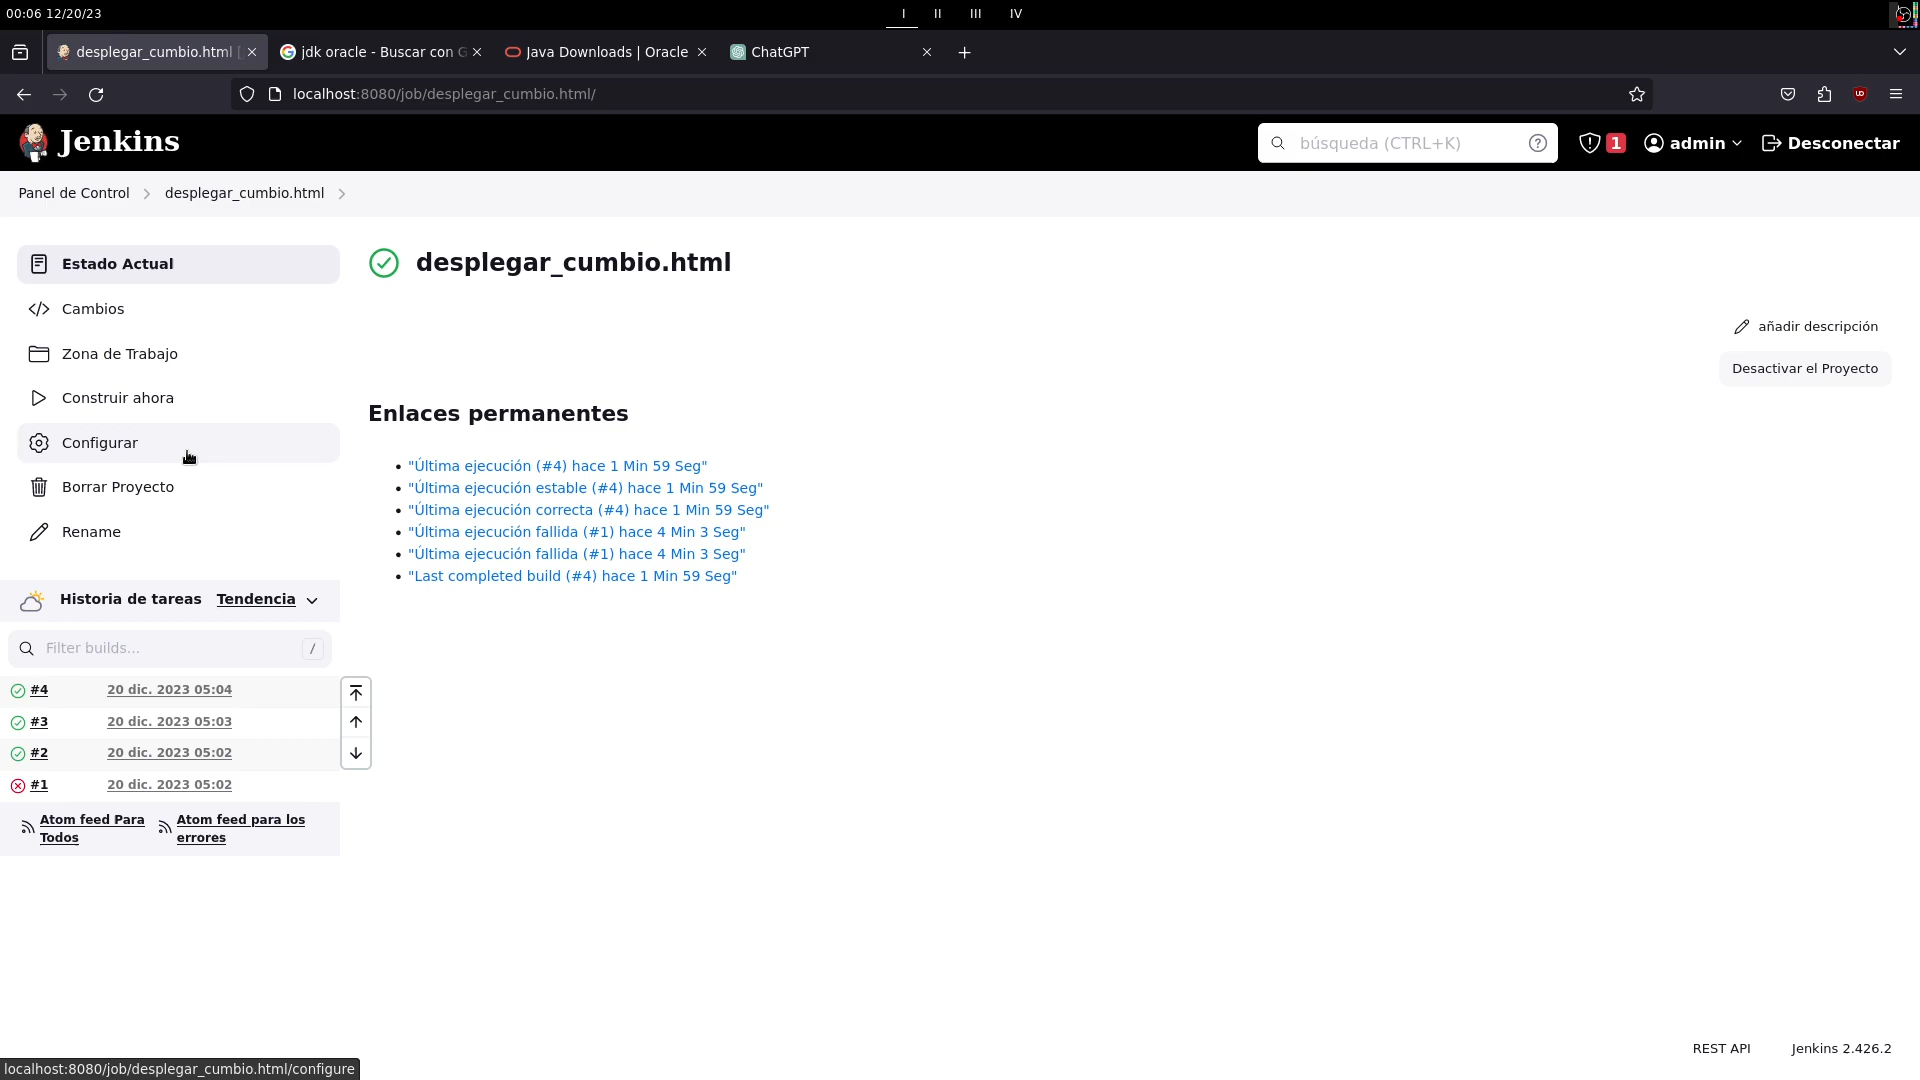 00:06 12/20/23
I II III IV
desplegar_cumbio.html [
jdk oracle - Buscar con G
Java Downloads | Oracle
ChatGPT
localhost:8080/job/desplegar_cumbio.html/
Jenkins
búsqueda (CTRL+K)
1
admin
Desconectar
Panel de Control
desplegar_cumbio.html
Estado Actual
desplegar_cumbio.html
Cambios
añadir descripción
Zona de Trabajo
Desactivar el Proyecto
Construir ahora
Enlaces permanentes
Configurar
"Última ejecución (#4) hace 1 Min 59 Seg"
"Última ejecución estable (#4) hace 1 Min 59 Seg"
"Última ejecución correcta (#4) hace 1 Min 59 Seg"
"Última ejecución fallida (#1) hace 4 Min 3 Seg"
"Última ejecución fallida (#1) hace 4 Min 3 Seg"
"Last completed build (#4) hace 1 Min 59 Seg"
Borrar Proyecto
Rename
Historia de tareas Tendencia
Filter builds... /
#4 20 dic. 2023 05:04
#3 20 dic. 2023 05:03
#2 20 dic. 2023 05:02
#1 20 dic. 2023 05:02
Atom feed Para
Todos
Atom feed para los
errores
REST API Jenkins 2.426.2
localhost:8080/job/desplegar_cumbio.html/configure